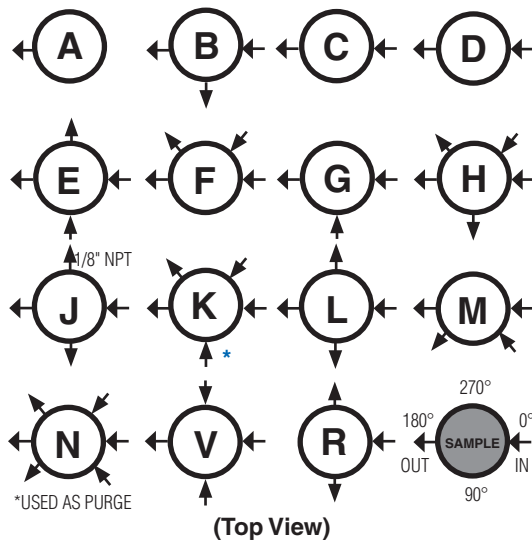 A B C D
E F G H
1/8" NPT
J K L M
*
270°
180° 0°
N V R SAMPLE
OUT IN
90°
*USED AS PURGE
(Top View)